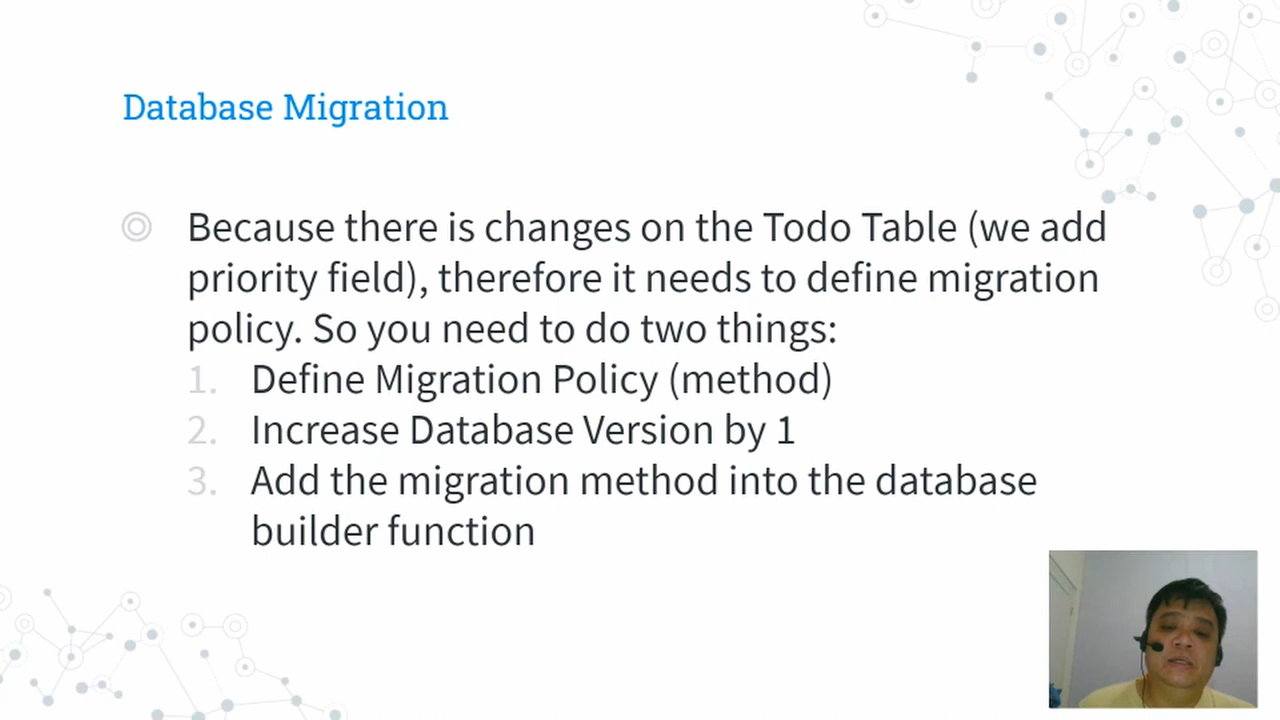 Database Migration
Because there is changes on the Todo Table (we add
priority field), therefore it needs to define migration
policy. So you need to do two things:
1. Define Migration Policy (method)
2. Increase Database Version by 1
3. Add the migration method into the database
builder function